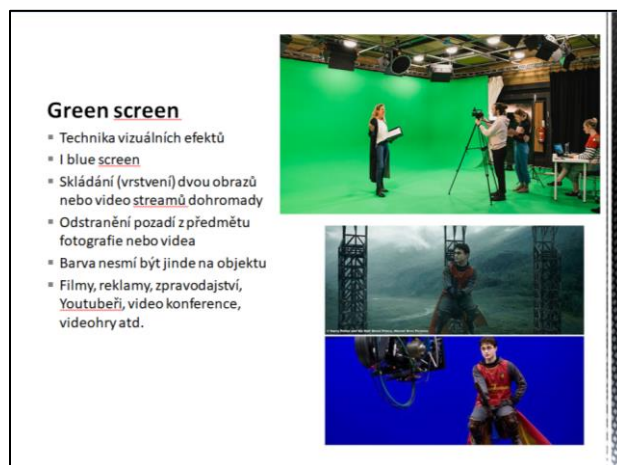 Green screen
▪ Technika vizuálních efektů
▪ I blue screen
▪ Skládání (vrstvení) dvou obrazů
nebo video streamů dohromady
▪ Odstranění pozadí z předmětu
fotografie nebo videa
▪ Barva nesmí být jinde na objektu
▪ Filmy, reklamy, zpravodajství,
Youtubeři, video konference,
videohry atd.